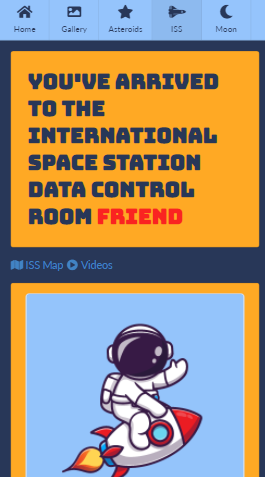 Home Gallery Asteroids ISS Moon
YOU'VE ARRIVED
TO THE
INTERNATIONAL
SPACE STATION
DATA CONTROL
ROOM FRIEND
ISS Map Videos